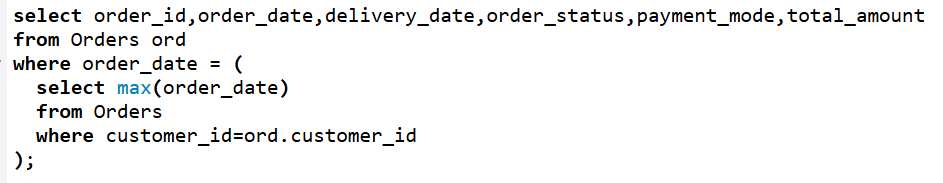 select order_id,order_date,delivery_date,order_status,payment_mode,total_amount
from Orders ord
where order_date = (
  select max(order_date)
  from Orders
  where customer_id=ord.customer_id
);